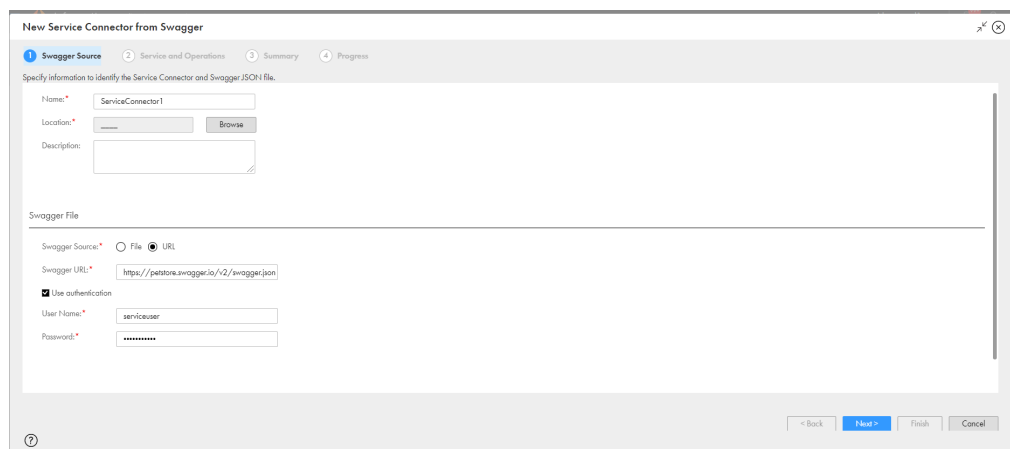 New Service Connector from Swagger
1 Swagger Source 2 Service and Operations 3 Summary 4 Progress
Specify information to identify the Service Connector and Swagger JSON file.
Name:* ServiceConnector1
Location:* ____ Browse
Description:
Swagger File
Swagger Source:* File URL
Swagger URL:* https://petstore.swagger.io/v2/swagger.json
Use authentication
User Name:* serviceuser
Password:* •••••••••••
< Back Next > Finish Cancel
?